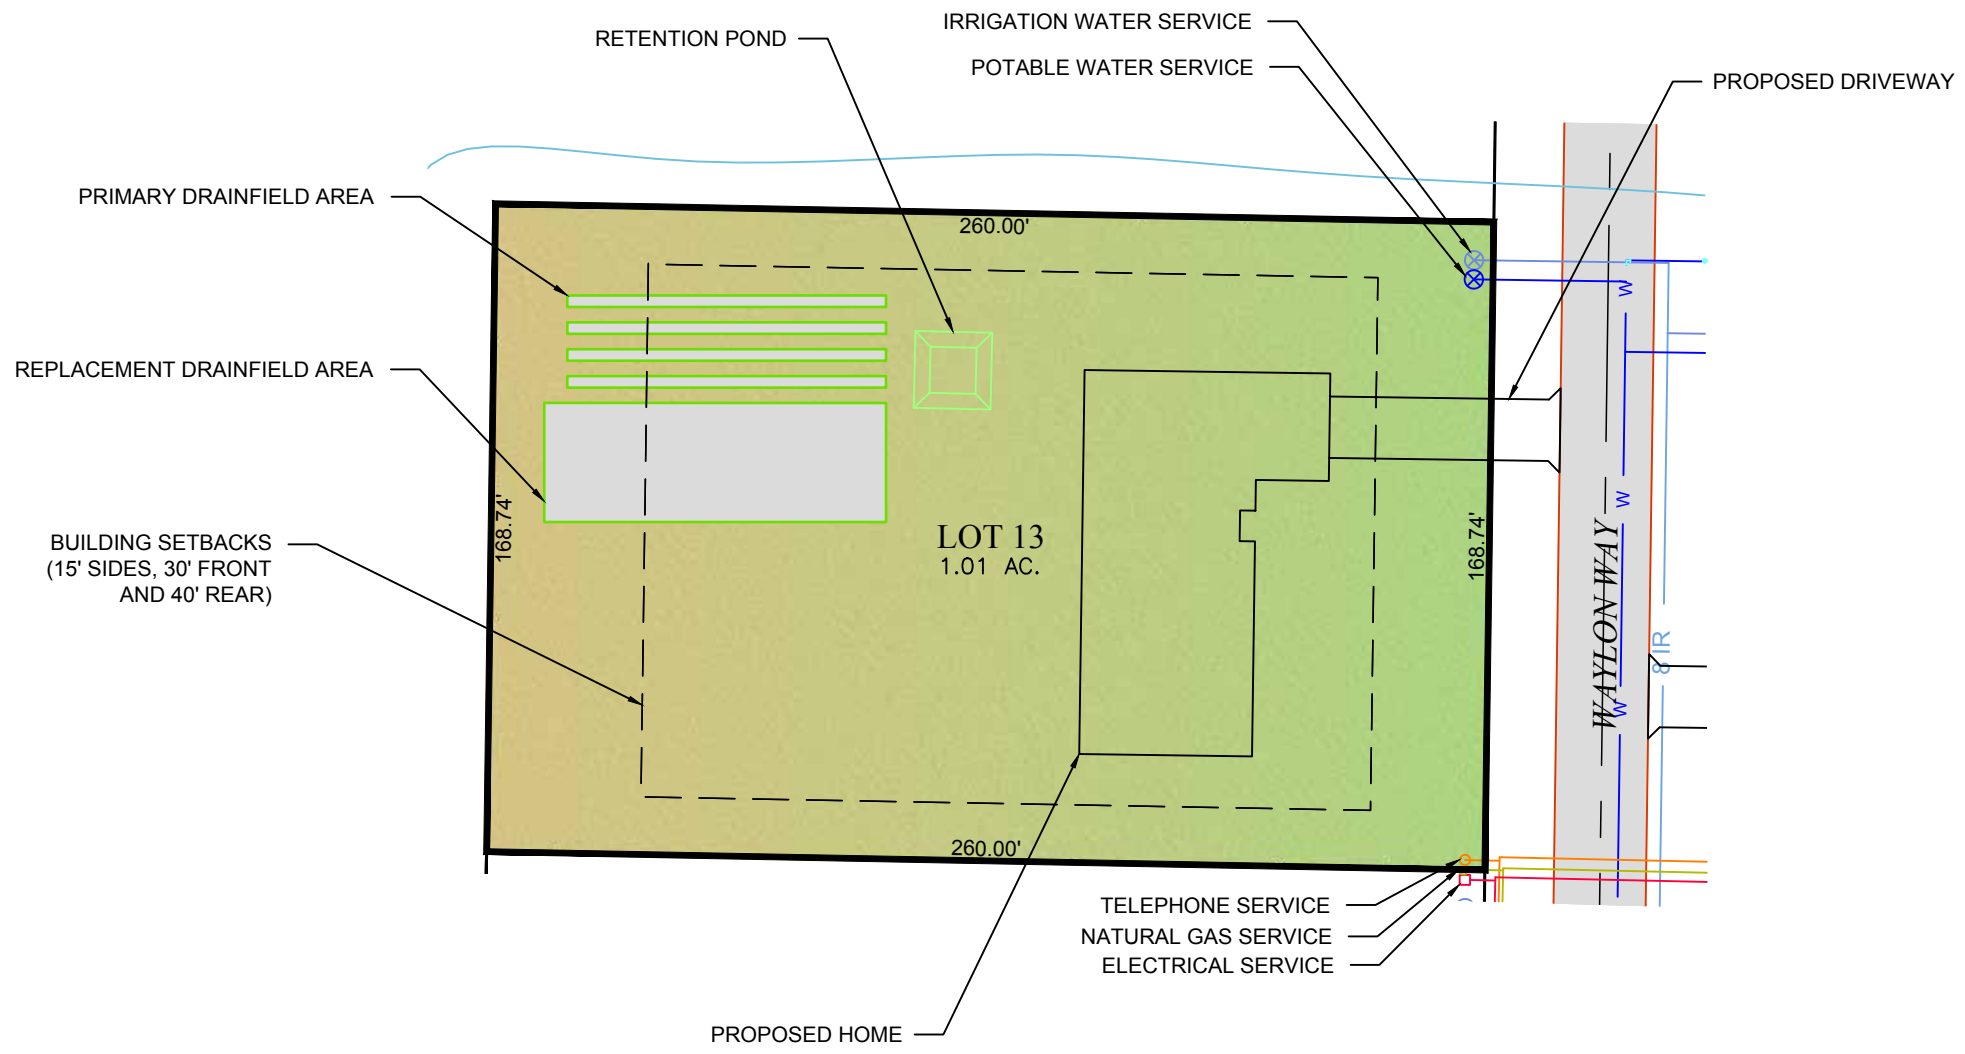 IRRIGATION WATER SERVICE
RETENTION POND
POTABLE WATER SERVICE
PROPOSED DRIVEWAY
PRIMARY DRAINFIELD AREA
260.00'
W
REPLACEMENT DRAINFIELD AREA
168.74'
W
BUILDING SETBACKS
(15' SIDES, 30' FRONT
AND 40' REAR)
LOT 13
1.01 AC.
168.74'
WAYLON WAY
8 IR
W
260.00'
TELEPHONE SERVICE
NATURAL GAS SERVICE
ELECTRICAL SERVICE
PROPOSED HOME